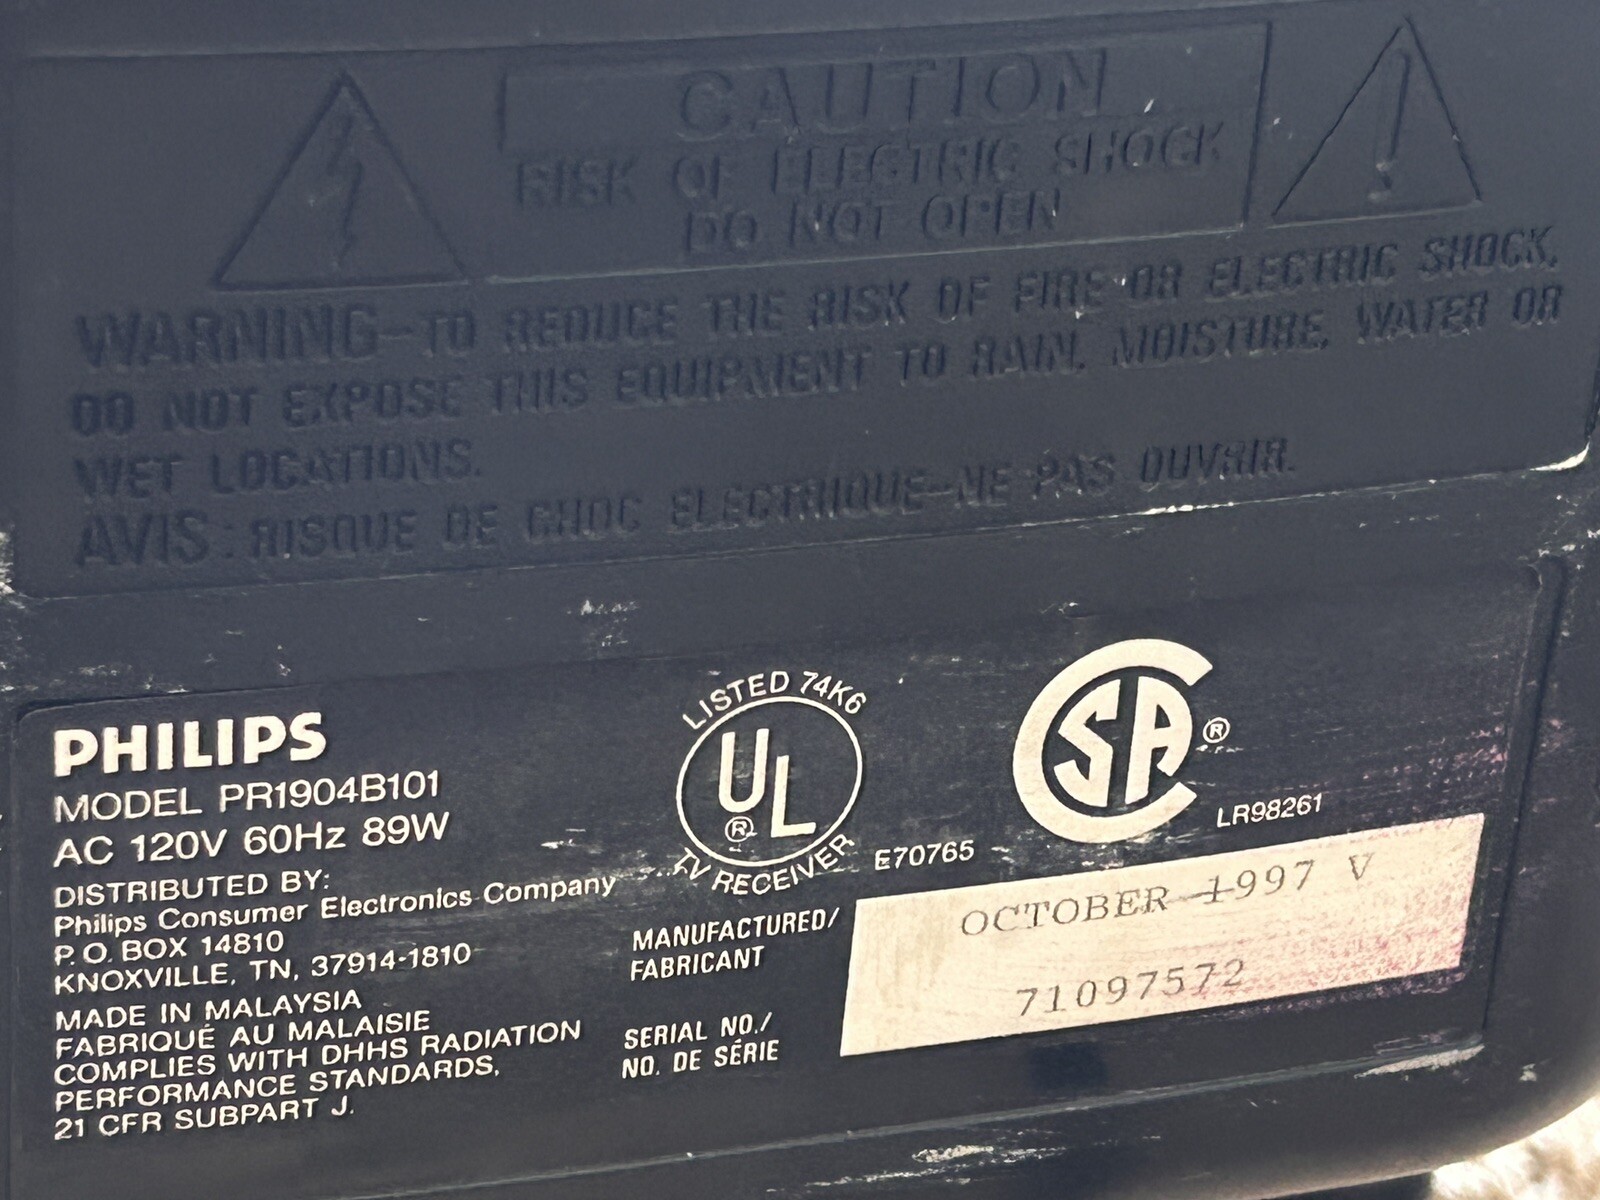 CAUTION
RISK OF ELECTRIC SHOCK
DO NOT OPEN
WARNING-TO REDUCE THE RISK OF FIRE OR ELECTRIC SHOCK,
DO NOT EXPOSE THIS EQUIPMENT TO RAIN, MOISTURE, WATER OR
WET LOCATIONS.
AVIS : RISQUE DE CHOC ELECTRIQUE-NE PAS OUVRIR.
PHILIPS
MODEL PR1904B101
AC 120V 60Hz 89W
DISTRIBUTED BY:
Philips Consumer Electronics Company
P.O. BOX 14810
KNOXVILLE, TN, 37914-1810
MADE IN MALAYSIA
FABRIQUÉ AU MALAISIE
COMPLIES WITH DHHS RADIATION
PERFORMANCE STANDARDS,
21 CFR SUBPART J.
LISTED 74K6
UL ®
TV RECEIVER
E70765
CSA ®
LR98261
MANUFACTURED/
FABRICANT
OCTOBER 1997 V
SERIAL NO./
NO. DE SÉRIE
71097572